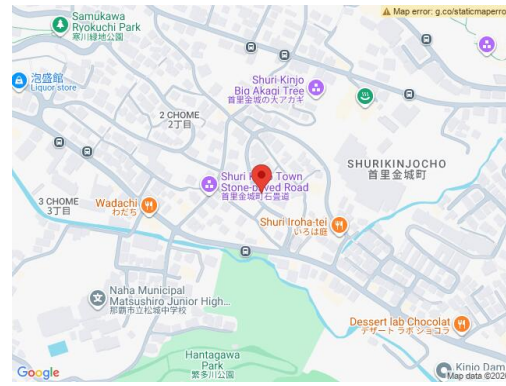 Map error: g.co/staticmaperro
Samukawa
Ryokuchi Park
寒川緑地公園
泡盛館
Liquor store
Shuri Kinjo
Big Akagi Tree
首里金城の大アカギ
2 CHOME
2丁目
SHURIKINJOCHO
首里金城町
Shuri
Town
Stone-paved Road
首里金城町石畳道
3 CHOME
3丁目
Wadachi
わだち
Shuri Iroha-tei
いろは庭
Naha Municipal
Matsushiro Junior High...
那覇市立松城中学校
Dessert lab Chocolat
デザート ラボ ショコラ
Hantagawa
Park
繁多川公園
Kinjo Dam
Google
Map data ©202